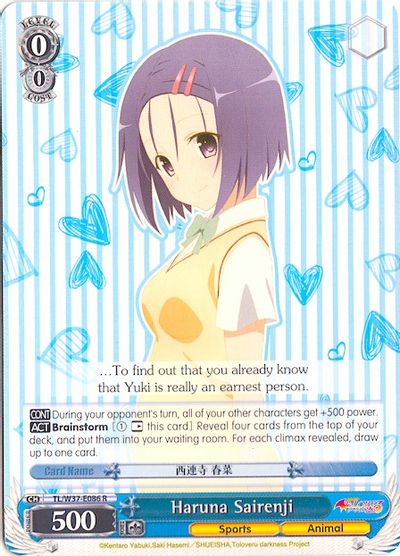 LEVEL
0
0
COST
…To find out that you already know
that Yuki is really an earnest person.
CONT During your opponent's turn, all of your other characters get +500 power.
ACT Brainstorm [① this card] Reveal four cards from the top of your
deck, and put them into your waiting room. For each climax revealed, draw
up to one card.
Card Name 西連寺 春菜
CH TL/W37-E086 R
500
Haruna Sairenji
Sports Animal
©Kentaro Yabuki,Saki Hasemi／SHUEISHA,Toloveru darkness Project